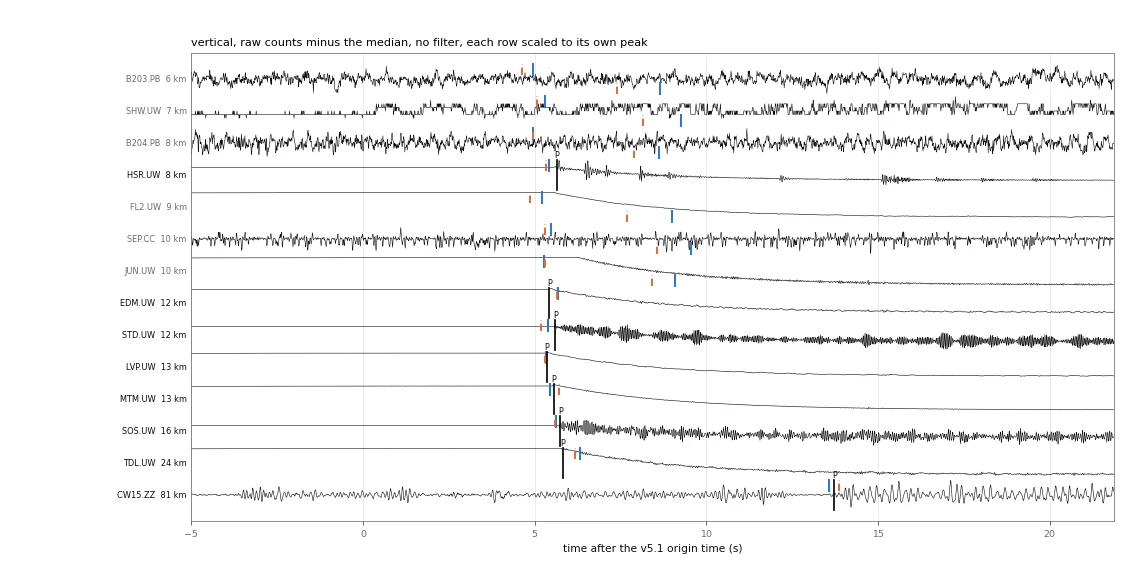 vertical, raw counts minus the median, no filter, each row scaled to its own peak
B203.PB 6 km
SHW.UW 7 km
B204.PB 8 km
P
HSR.UW 8 km
FL2.UW 9 km
SEP.CC 10 km
JUN.UW 10 km
P
EDM.UW 12 km
P
STD.UW 12 km
P
LVP.UW 13 km
P
MTM.UW 13 km
P
SOS.UW 16 km
P
TDL.UW 24 km
P
CW15.ZZ 81 km
−5 0 5 10 15 20
time after the v5.1 origin time (s)